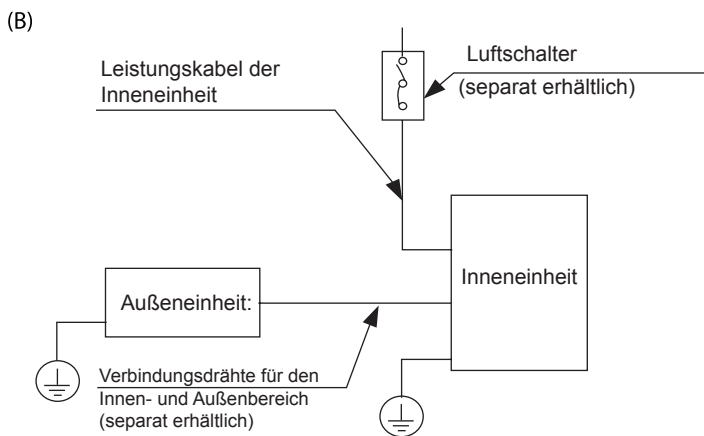 (B)
Leistungskabel der
Inneneinheit
Luftschalter
(separat erhältlich)
Inneneinheit
Außeneinheit:
Verbindungsdrähte für den
Innen- und Außenbereich
(separat erhältlich)